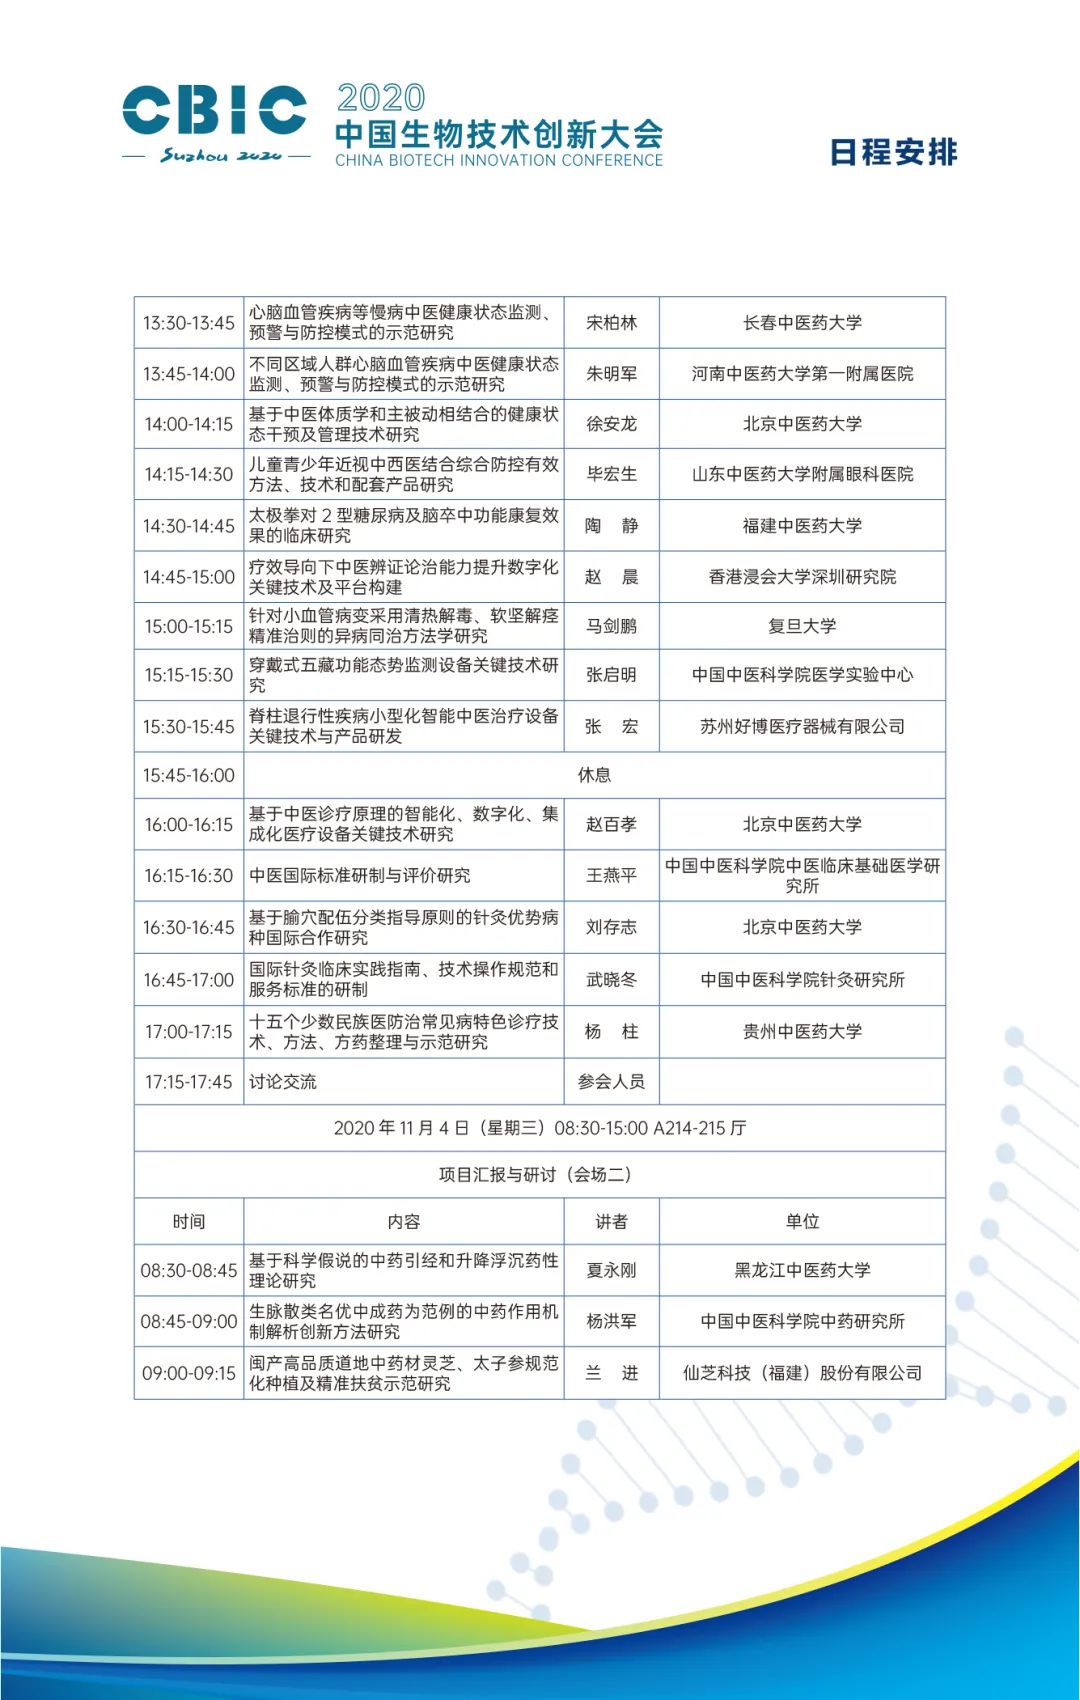 CBIC
Suzhou 2020
2020
中国生物技术创新大会
CHINA BIOTECH INNOVATION CONFERENCE
日程安排
13:30-13:45 心脑血管疾病等慢病中医健康状态监测、 宋柏林 长春中医药大学
预警与防控模式的示范研究
13:45-14:00 不同区域人群心脑血管疾病中医健康状态 朱明军 河南中医药大学第一附属医院
监测、预警与防控模式的示范研究
14:00-14:15 基于中医体质学和主被动相结合的健康状 徐安龙 北京中医药大学
态干预及管理技术研究
14:15-14:30 儿童青少年近视中西医结合综合防控有效 毕宏生 山东中医药大学附属眼科医院
方法、技术和配套产品研究
14:30-14:45 太极拳对 2 型糖尿病及脑卒中功能康复效 陶 静 福建中医药大学
果的临床研究
14:45-15:00 疗效导向下中医辨证论治能力提升数字化 赵 晨 香港浸会大学深圳研究院
关键技术及平台构建
15:00-15:15 针对小血管病变采用清热解毒、软坚解痉 马剑鹏 复旦大学
精准治则的异病同治方法学研究
15:15-15:30 穿戴式五藏功能态势监测设备关键技术研 张启明 中国中医科学院医学实验中心
究
15:30-15:45 脊柱退行性疾病小型化智能中医治疗设备 张 宏 苏州好博医疗器械有限公司
关键技术与产品研发
15:45-16:00 休息
16:00-16:15 基于中医诊疗原理的智能化、数字化、集 赵百孝 北京中医药大学
成化医疗设备关键技术研究
16:15-16:30 中医国际标准研制与评价研究 王燕平 中国中医科学院中医临床基础医学研
究所
16:30-16:45 基于腧穴配伍分类指导原则的针灸优势病 刘存志 北京中医药大学
种国际合作研究
16:45-17:00 国际针灸临床实践指南、技术操作规范和 武晓冬 中国中医科学院针灸研究所
服务标准的研制
17:00-17:15 十五个少数民族医防治常见病特色诊疗技 杨 柱 贵州中医药大学
术、方法、方药整理与示范研究
17:15-17:45 讨论交流 参会人员
2020 年 11 月 4 日（星期三）08:30-15:00 A214-215 厅
项目汇报与研讨（会场二）
时间 内容 讲者 单位
08:30-08:45 基于科学假说的中药引经和升降浮沉药性 夏永刚 黑龙江中医药大学
理论研究
08:45-09:00 生脉散类名优中成药为范例的中药作用机 杨洪军 中国中医科学院中药研究所
制解析创新方法研究
09:00-09:15 闽产高品质道地中药材灵芝、太子参规范 兰 进 仙芝科技（福建）股份有限公司
化种植及精准扶贫示范研究